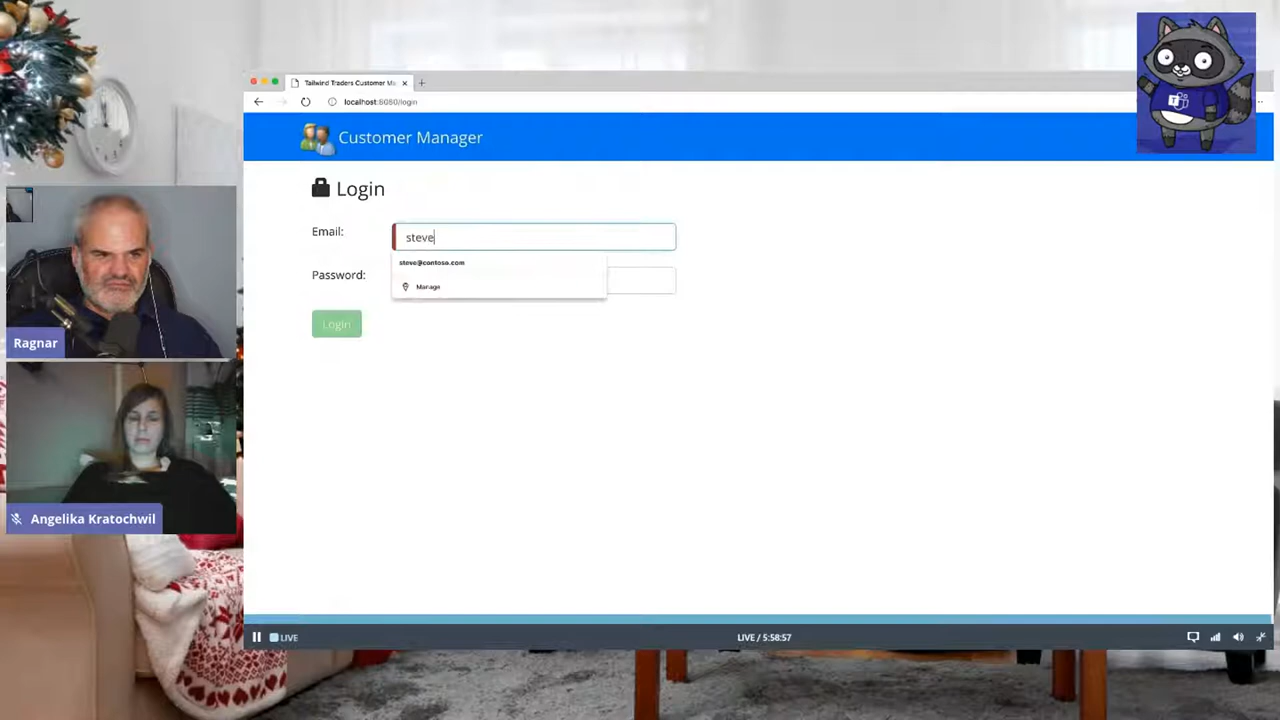 Tailwind Traders Customer Ma
localhost:8080/login
Customer Manager
Login
Email:
steve
steve@contoso.com
Password:
Manage
Login
Ragnar
Angelika Kratochwil
LIVE
LIVE / 5:58:57
T